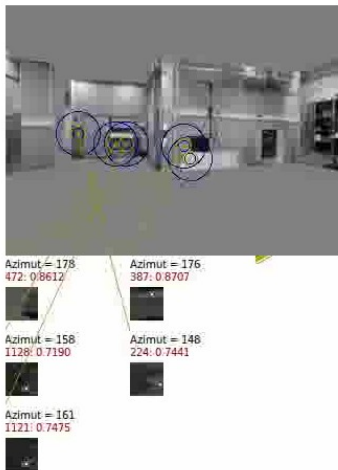 Azimut = 178
472: 0.8612
Azimut = 176
387: 0.8707
Azimut = 158
1128: 0.7190
Azimut = 148
224: 0.7441
Azimut = 161
1121: 0.7475